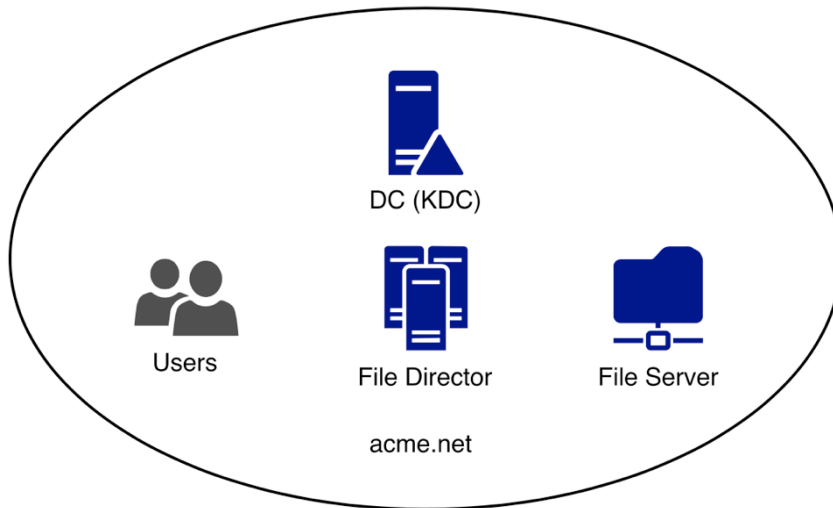 DC (KDC)
Users
File Director
File Server
acme.net